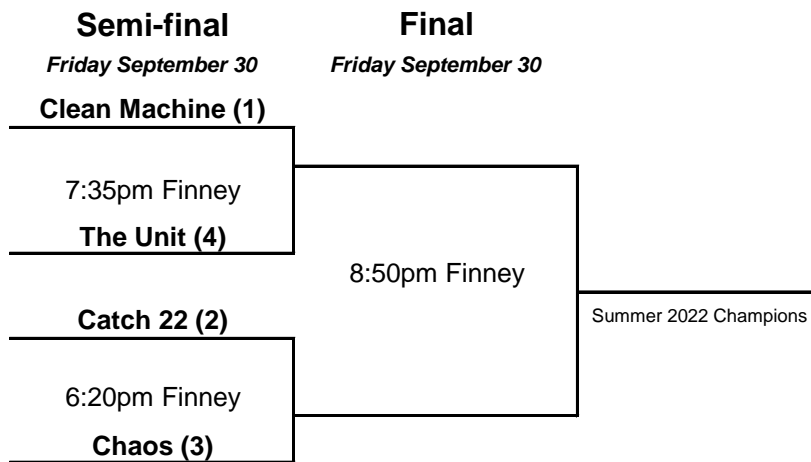 Semi-final
Final
Friday September 30
Friday September 30
Clean Machine (1)
7:35pm Finney
The Unit (4)
8:50pm Finney
Summer 2022 Champions
Catch 22 (2)
6:20pm Finney
Chaos (3)